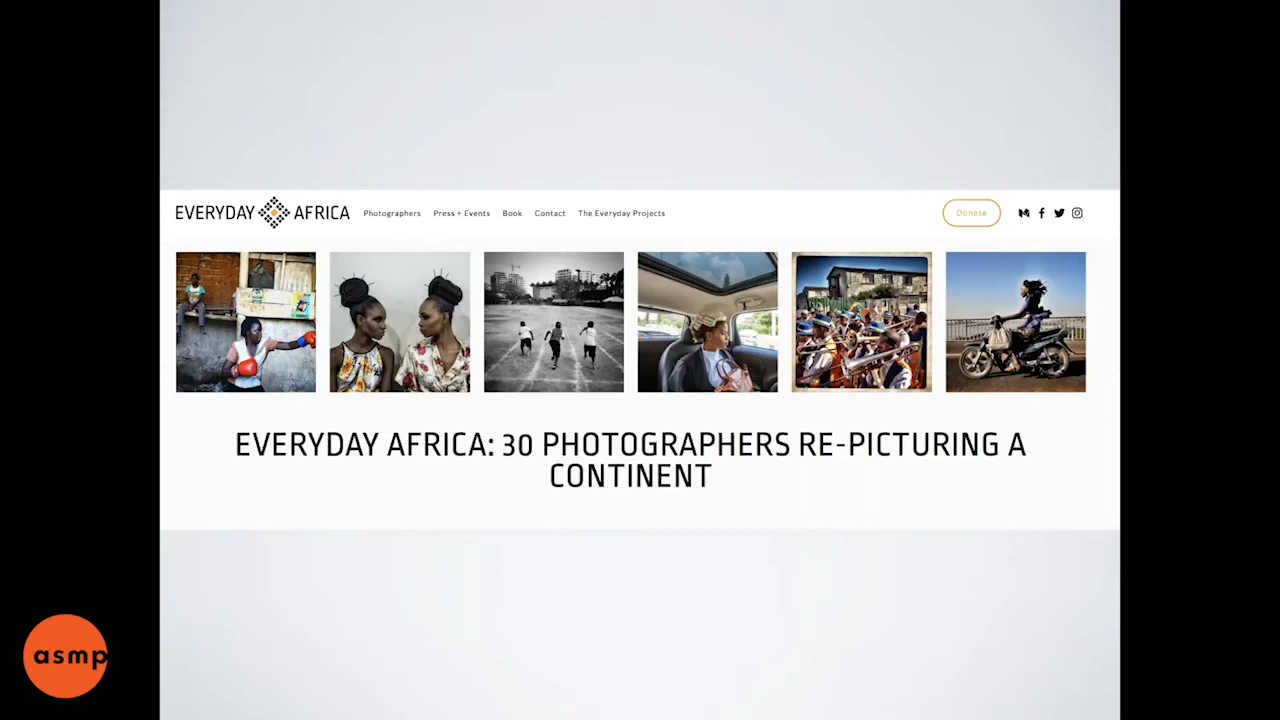 EVERYDAY AFRICA
Photographers Press + Events Book Contact The Everyday Projects
Donate
EVERYDAY AFRICA: 30 PHOTOGRAPHERS RE-PICTURING A
CONTINENT
asmp